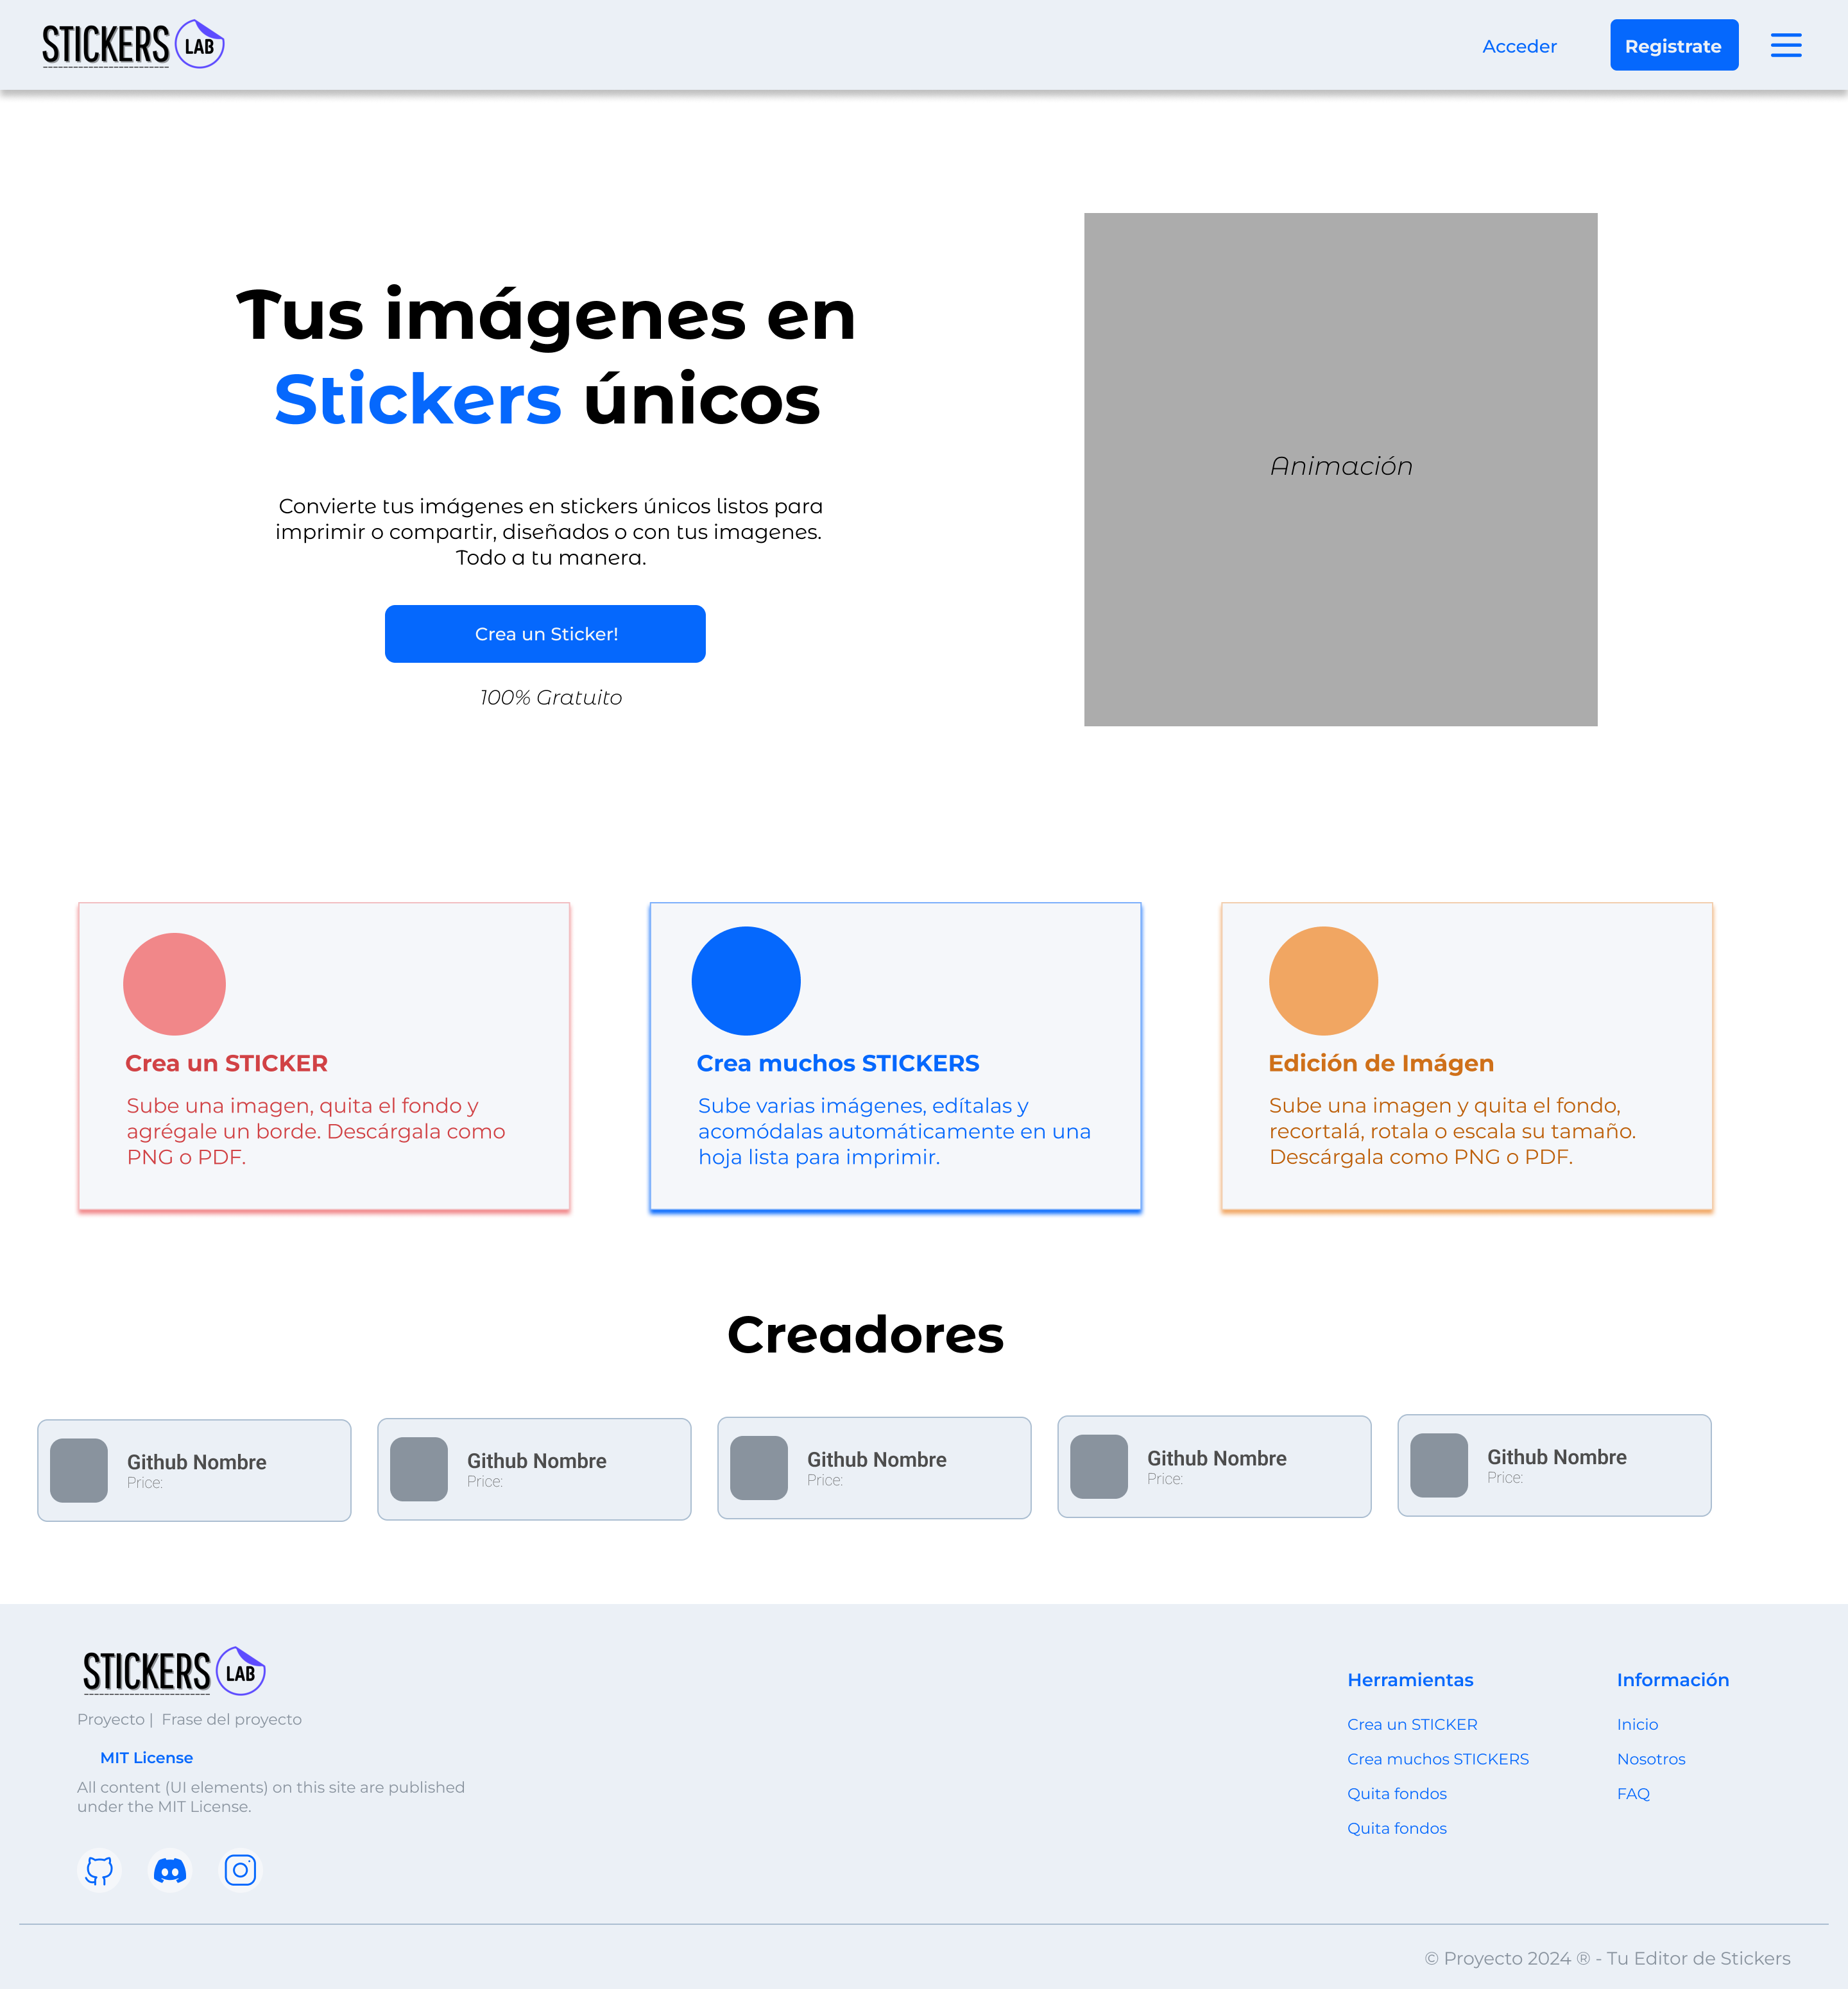 STICKERS LAB
Acceder
Registrate
Tus imágenes en
Stickers únicos
Convierte tus imágenes en stickers únicos listos para
imprimir o compartir, diseñados o con tus imagenes.
Todo a tu manera.
Crea un Sticker!
100% Gratuito
Animación
Crea un STICKER
Sube una imagen, quita el fondo y
agrégale un borde. Descárgala como
PNG o PDF.
Crea muchos STICKERS
Sube varias imágenes, edítalas y
acomódalas automáticamente en una
hoja lista para imprimir.
Edición de Imágen
Sube una imagen y quita el fondo,
recortalá, rotala o escala su tamaño.
Descárgala como PNG o PDF.
Creadores
Github Nombre
Price:
Github Nombre
Price:
Github Nombre
Price:
Github Nombre
Price:
Github Nombre
Price:
STICKERS LAB
Proyecto | Frase del proyecto
MIT License
All content (UI elements) on this site are published
under the MIT License.
Herramientas
Crea un STICKER
Crea muchos STICKERS
Quita fondos
Quita fondos
Información
Inicio
Nosotros
FAQ
© Proyecto 2024 ® - Tu Editor de Stickers